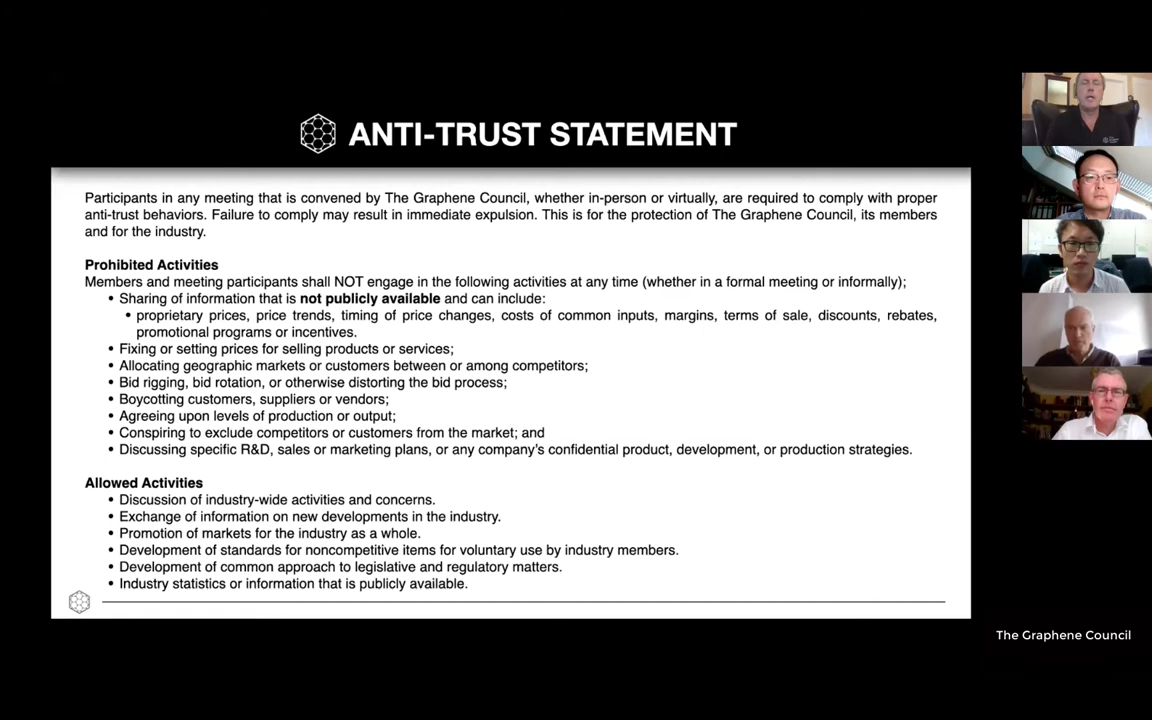 ANTI-TRUST STATEMENT
Participants in any meeting that is convened by The Graphene Council, whether in-person or virtually, are required to comply with proper
anti-trust behaviors. Failure to comply may result in immediate expulsion. This is for the protection of The Graphene Council, its members
and for the industry.
Prohibited Activities
Members and meeting participants shall NOT engage in the following activities at any time (whether in a formal meeting or informally);
• Sharing of information that is not publicly available and can include:
• proprietary prices, price trends, timing of price changes, costs of common inputs, margins, terms of sale, discounts, rebates,
promotional programs or incentives.
• Fixing or setting prices for selling products or services;
• Allocating geographic markets or customers between or among competitors;
• Bid rigging, bid rotation, or otherwise distorting the bid process;
• Boycotting customers, suppliers or vendors;
• Agreeing upon levels of production or output;
• Conspiring to exclude competitors or customers from the market; and
• Discussing specific R&D, sales or marketing plans, or any company's confidential product, development, or production strategies.
Allowed Activities
• Discussion of industry-wide activities and concerns.
• Exchange of information on new developments in the industry.
• Promotion of markets for the industry as a whole.
• Development of standards for noncompetitive items for voluntary use by industry members.
• Development of common approach to legislative and regulatory matters.
• Industry statistics or information that is publicly available.
The Graphene Council